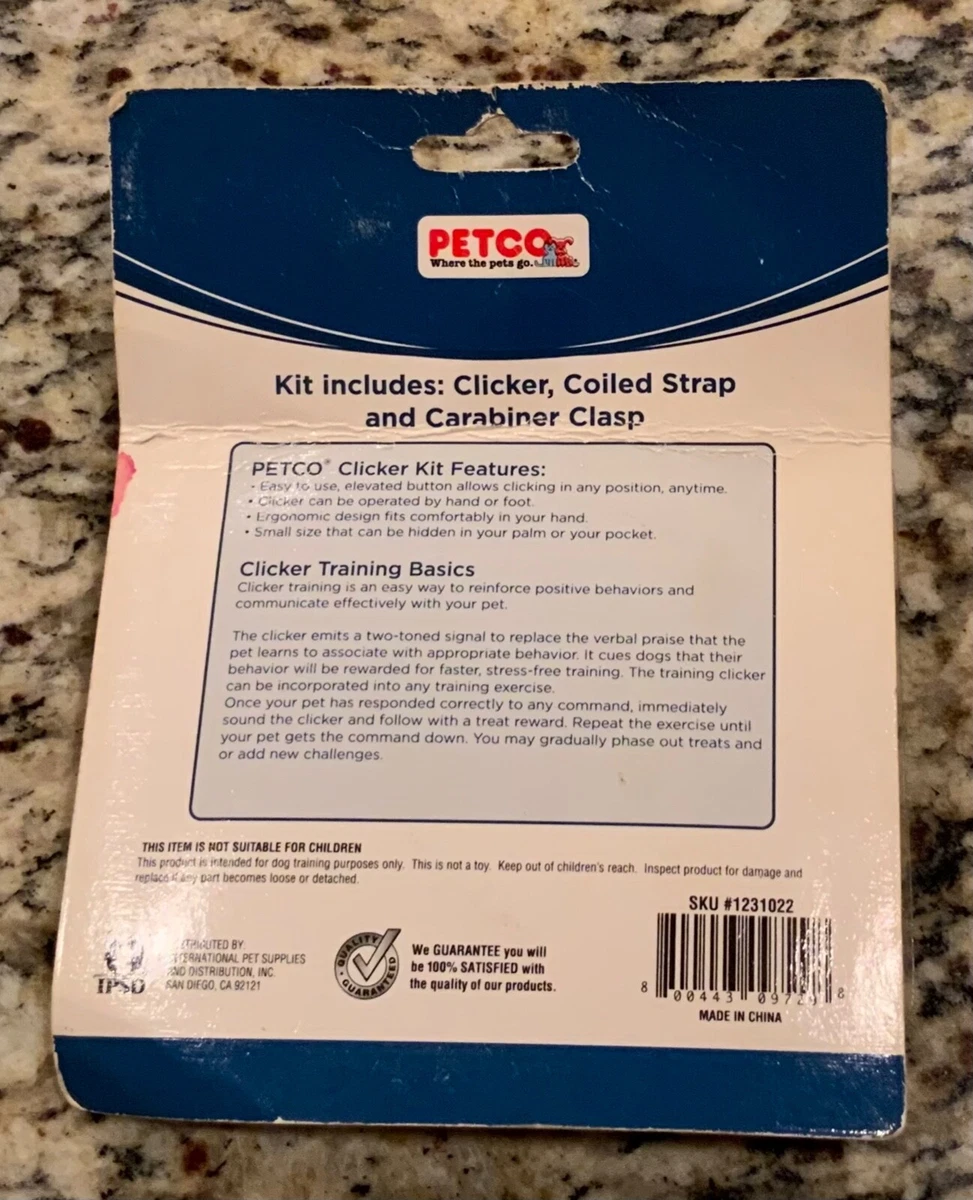 PETCO
Where the pets go.
Kit includes: Clicker, Coiled Strap
and Carabiner Clasp
PETCO® Clicker Kit Features:
• Easy to use, elevated button allows clicking in any position, anytime.
• Clicker can be operated by hand or foot.
• Ergonomic design fits comfortably in your hand.
• Small size that can be hidden in your palm or your pocket.
Clicker Training Basics
Clicker training is an easy way to reinforce positive behaviors and
communicate effectively with your pet.
The clicker emits a two-toned signal to replace the verbal praise that the
pet learns to associate with appropriate behavior. It cues dogs that their
behavior will be rewarded for faster, stress-free training. The training clicker
can be incorporated into any training exercise.
Once your pet has responded correctly to any command, immediately
sound the clicker and follow with a treat reward. Repeat the exercise until
your pet gets the command down. You may gradually phase out treats and
or add new challenges.
THIS ITEM IS NOT SUITABLE FOR CHILDREN
This product is intended for dog training purposes only. This is not a toy. Keep out of children's reach. Inspect product for damage and
replace if any part becomes loose or detached.
IPSD
DISTRIBUTED BY:
INTERNATIONAL PET SUPPLIES
AND DISTRIBUTION, INC.
SAN DIEGO, CA 92121
QUALITY
GUARANTEED
We GUARANTEE you will
be 100% SATISFIED with
the quality of our products.
SKU #1231022
8 00443 8
MADE IN CHINA